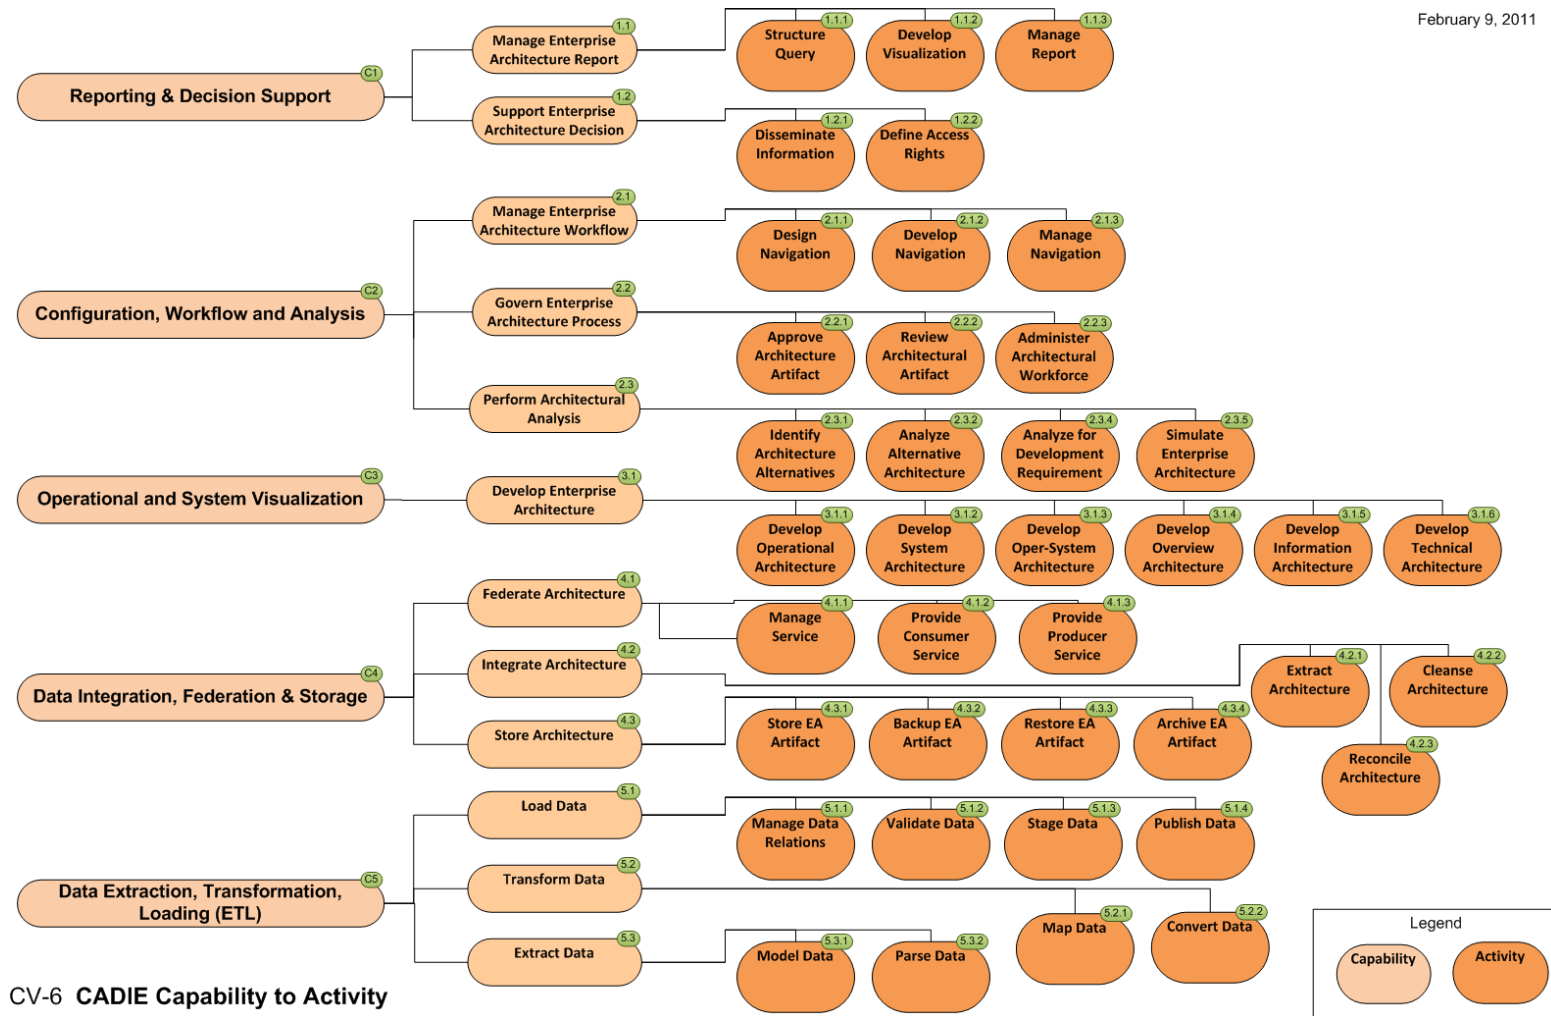 February 9, 2011
C1
Reporting & Decision Support
1.1
Manage Enterprise
Architecture Report
1.1.1
Structure
Query
1.1.2
Develop
Visualization
1.1.3
Manage
Report
1.2
Support Enterprise
Architecture Decision
1.2.1
Disseminate
Information
1.2.2
Define Access
Rights
C2
Configuration, Workflow and Analysis
2.1
Manage Enterprise
Architecture Workflow
2.1.1
Design
Navigation
2.1.2
Develop
Navigation
2.1.3
Manage
Navigation
2.2
Govern Enterprise
Architecture Process
2.2.1
Approve
Architecture
Artifact
2.2.2
Review
Architectural
Artifact
2.2.3
Administer
Architectural
Workforce
2.3
Perform Architectural
Analysis
2.3.1
Identify
Architecture
Alternatives
2.3.2
Analyze
Alternative
Architecture
2.3.4
Analyze for
Development
Requirement
2.3.5
Simulate
Enterprise
Architecture
C3
Operational and System Visualization
3.1
Develop Enterprise
Architecture
3.1.1
Develop
Operational
Architecture
3.1.2
Develop
System
Architecture
3.1.3
Develop
Oper-System
Architecture
3.1.4
Develop
Overview
Architecture
3.1.5
Develop
Information
Architecture
3.1.6
Develop
Technical
Architecture
C4
Data Integration, Federation & Storage
4.1
Federate Architecture
4.1.1
Manage
Service
4.1.2
Provide
Consumer
Service
4.1.3
Provide
Producer
Service
4.2
Integrate Architecture
4.2.1
Extract
Architecture
4.2.2
Cleanse
Architecture
4.2.3
Reconcile
Architecture
4.3
Store Architecture
4.3.1
Store EA
Artifact
4.3.2
Backup EA
Artifact
4.3.3
Restore EA
Artifact
4.3.4
Archive EA
Artifact
C5
Data Extraction, Transformation,
Loading (ETL)
5.1
Load Data
5.1.1
Manage Data
Relations
5.1.2
Validate Data
5.1.3
Stage Data
5.1.4
Publish Data
5.2
Transform Data
5.2.1
Map Data
5.2.2
Convert Data
5.3
Extract Data
5.3.1
Model Data
5.3.2
Parse Data
Legend
Capability
Activity
CV-6 CADIE Capability to Activity